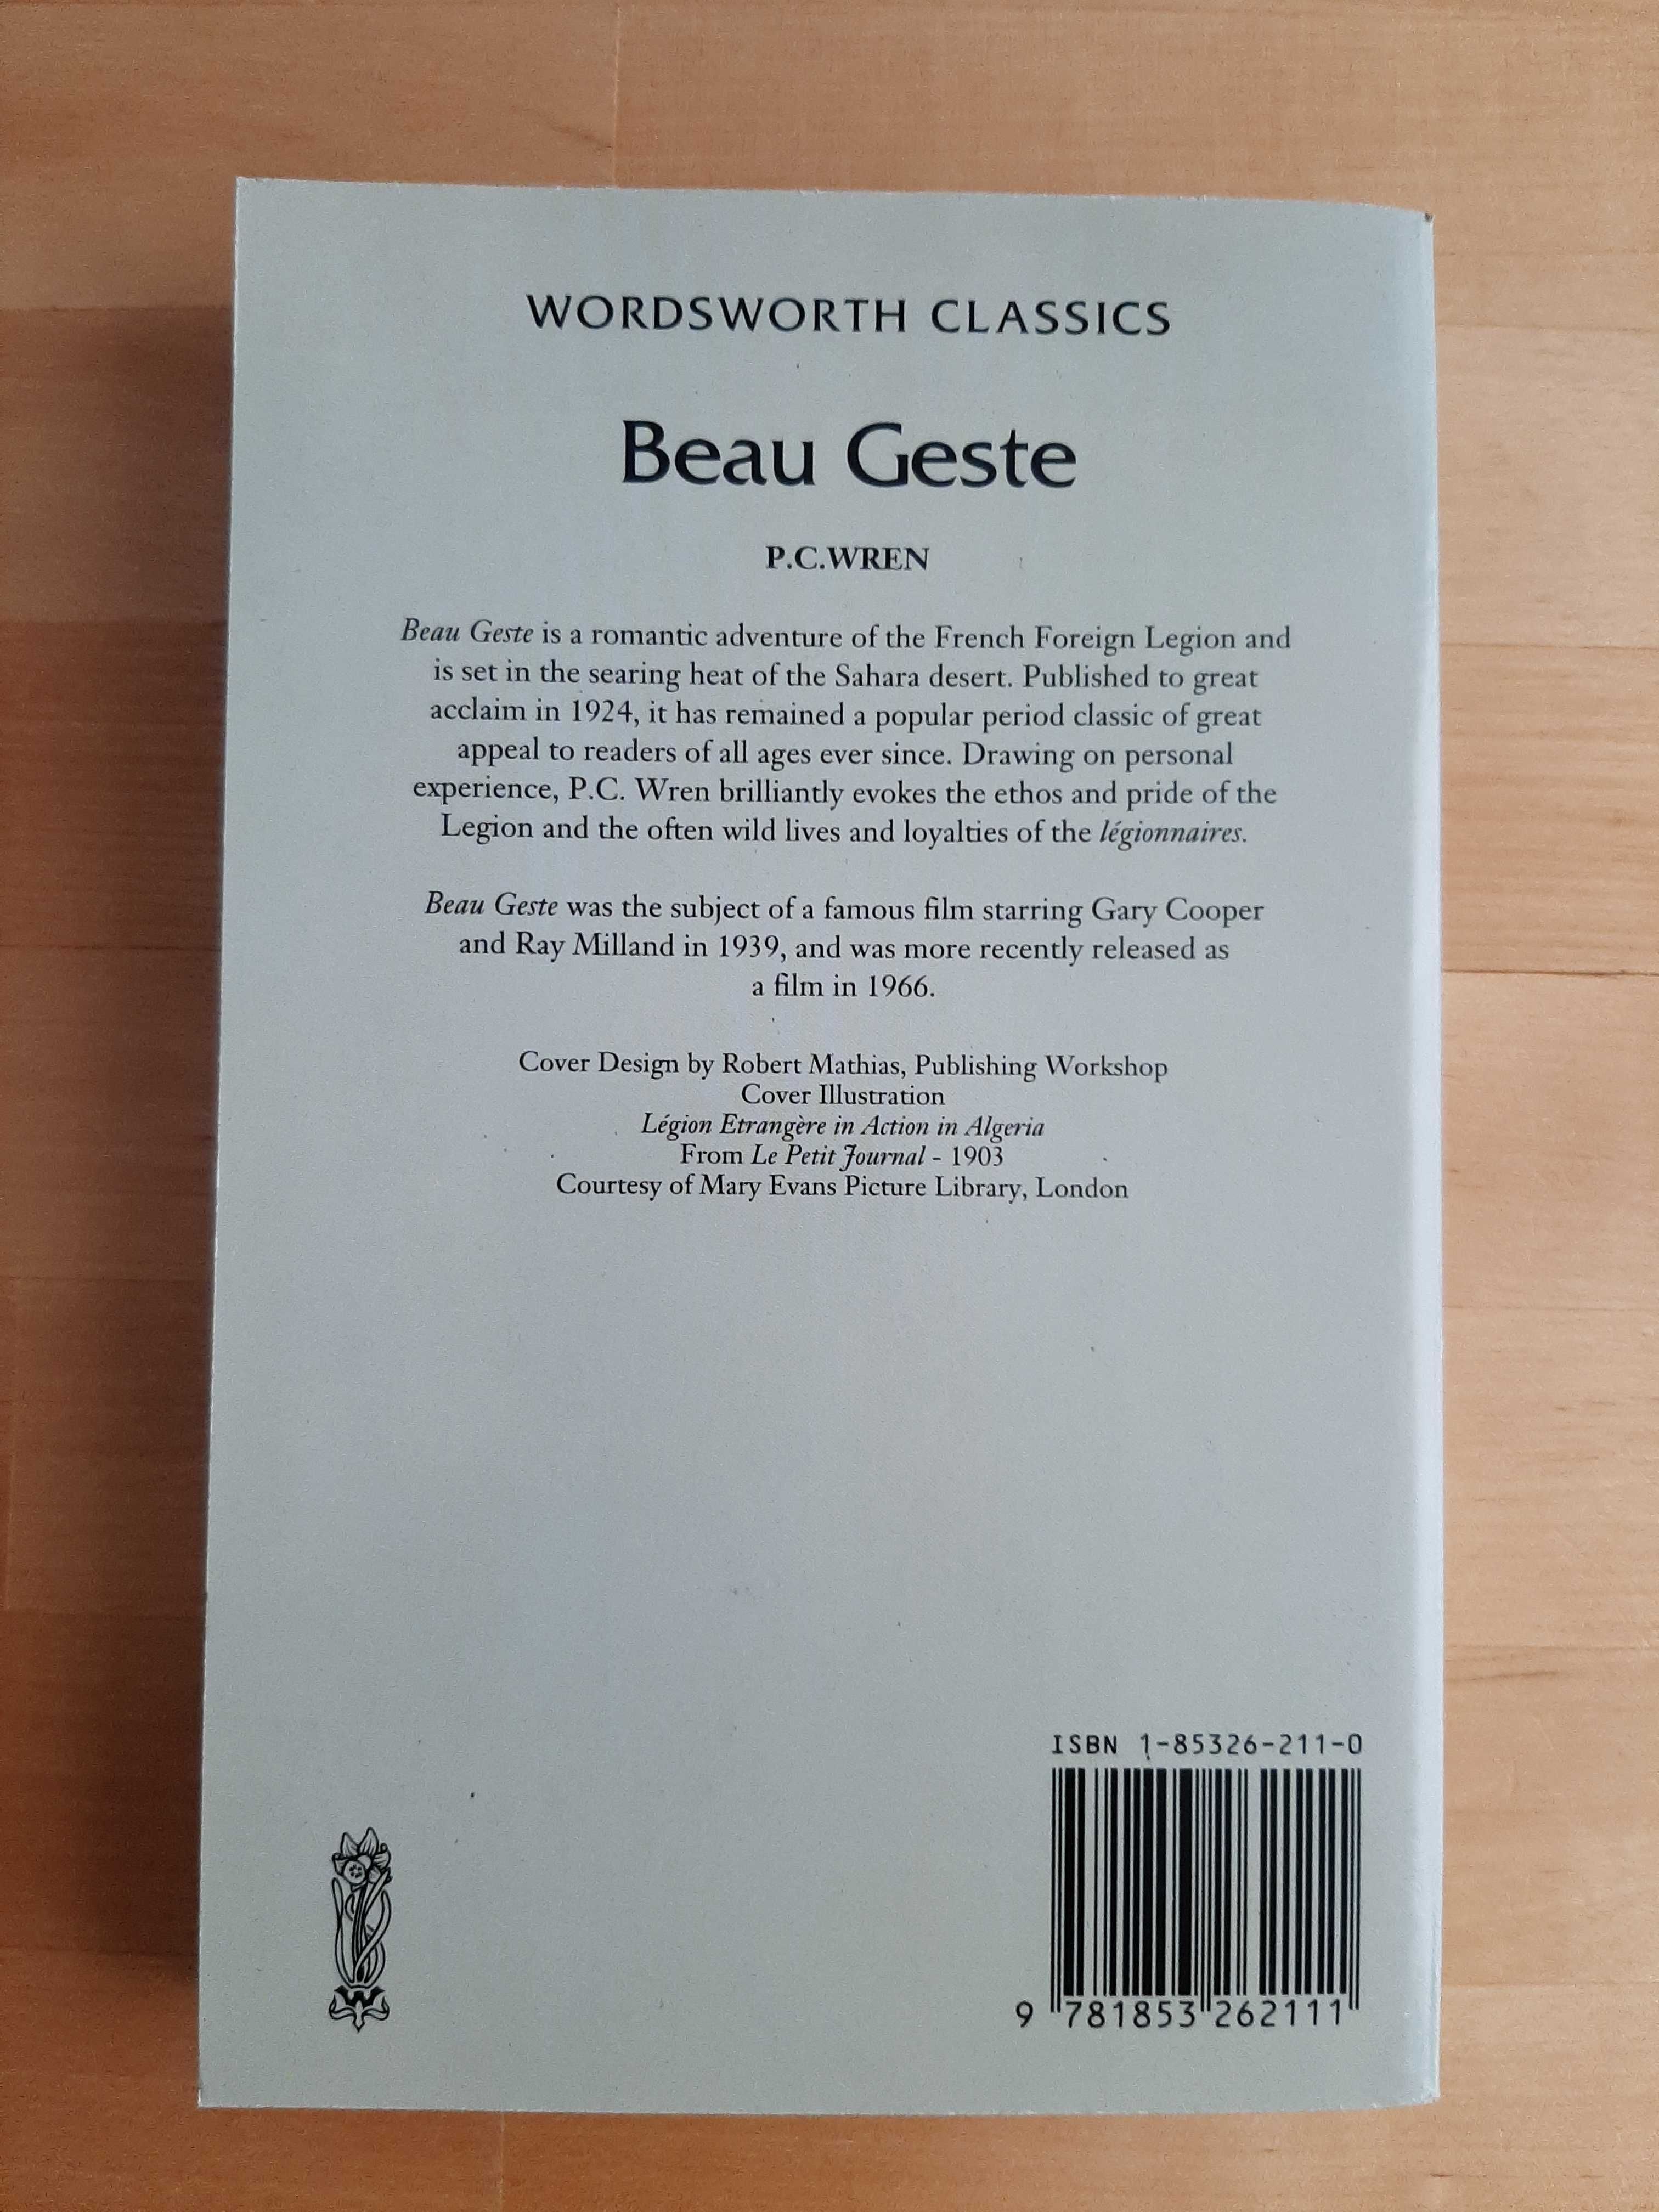 WORDSWORTH CLASSICS
Beau Geste
P.C.WREN
Beau Geste is a romantic adventure of the French Foreign Legion and
is set in the searing heat of the Sahara desert. Published to great
acclaim in 1924, it has remained a popular period classic of great
appeal to readers of all ages ever since. Drawing on personal
experience, P.C. Wren brilliantly evokes the ethos and pride of the
Legion and the often wild lives and loyalties of the légionnaires.
Beau Geste was the subject of a famous film starring Gary Cooper
and Ray Milland in 1939, and was more recently released as
a film in 1966.
Cover Design by Robert Mathias, Publishing Workshop
Cover Illustration
Légion Etrangère in Action in Algeria
From Le Petit Journal - 1903
Courtesy of Mary Evans Picture Library, London
ISBN 1-85326-211-0
9 781853 262111